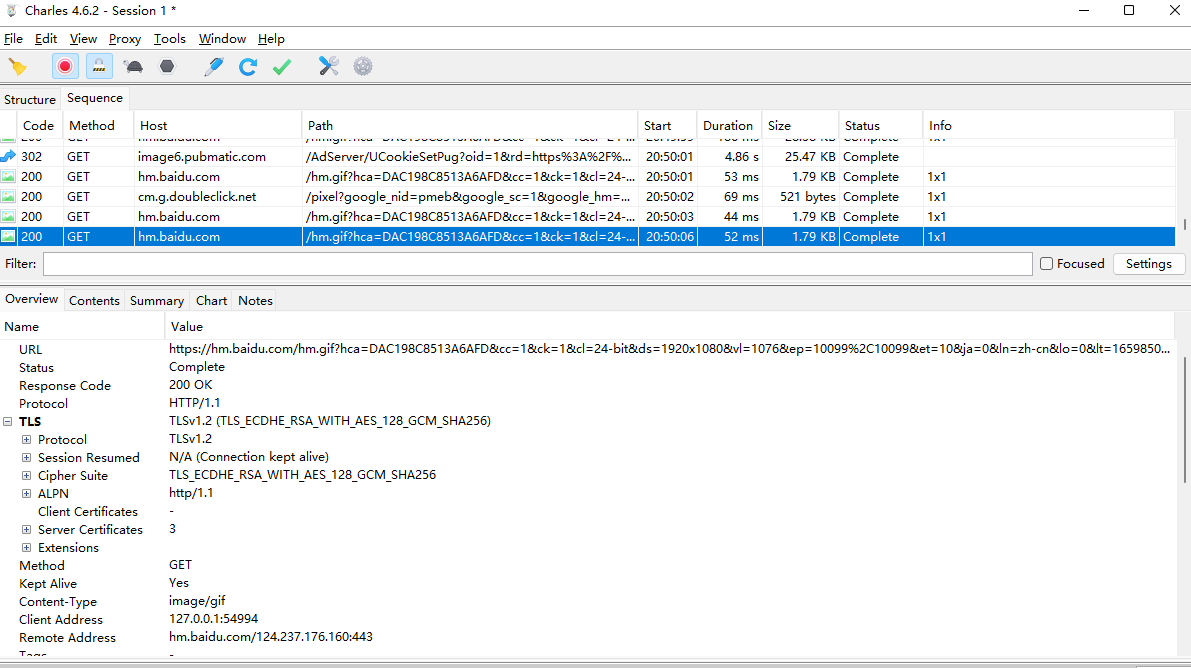 Charles 4.6.2 - Session 1 *
File Edit View Proxy Tools Window Help
Structure Sequence
Code Method Host Path Start Duration Size Status Info
302 GET image6.pubmatic.com /AdServer/UCookieSetPug?oid=1&rd=https%3A%2F%... 20:50:01 4.86 s 25.47 KB Complete
200 GET hm.baidu.com /hm.gif?hca=DAC198C8513A6AFD&cc=1&ck=1&cl=24-... 20:50:01 53 ms 1.79 KB Complete 1x1
200 GET cm.g.doubleclick.net /pixel?google_nid=pmeb&google_sc=1&google_hm=... 20:50:02 69 ms 521 bytes Complete 1x1
200 GET hm.baidu.com /hm.gif?hca=DAC198C8513A6AFD&cc=1&ck=1&cl=24-... 20:50:03 44 ms 1.79 KB Complete 1x1
200 GET hm.baidu.com /hm.gif?hca=DAC198C8513A6AFD&cc=1&ck=1&cl=24-... 20:50:06 52 ms 1.79 KB Complete 1x1
Filter: Focused Settings
Overview Contents Summary Chart Notes
Name Value
URL https://hm.baidu.com/hm.gif?hca=DAC198C8513A6AFD&cc=1&ck=1&cl=24-bit&ds=1920x1080&vl=1076&ep=10099%2C10099&et=10&ja=0&ln=zh-cn&lo=0&lt=1659850...
Status Complete
Response Code 200 OK
Protocol HTTP/1.1
TLS TLSv1.2 (TLS_ECDHE_RSA_WITH_AES_128_GCM_SHA256)
Protocol TLSv1.2
Session Resumed N/A (Connection kept alive)
Cipher Suite TLS_ECDHE_RSA_WITH_AES_128_GCM_SHA256
ALPN http/1.1
Client Certificates -
Server Certificates 3
Extensions
Method GET
Kept Alive Yes
Content-Type image/gif
Client Address 127.0.0.1:54994
Remote Address hm.baidu.com/124.237.176.160:443